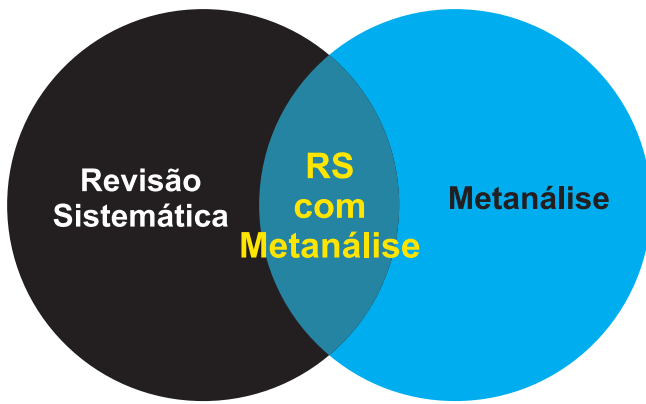 Revisão
Sistemática
RS
com
Metanálise
Metanálise